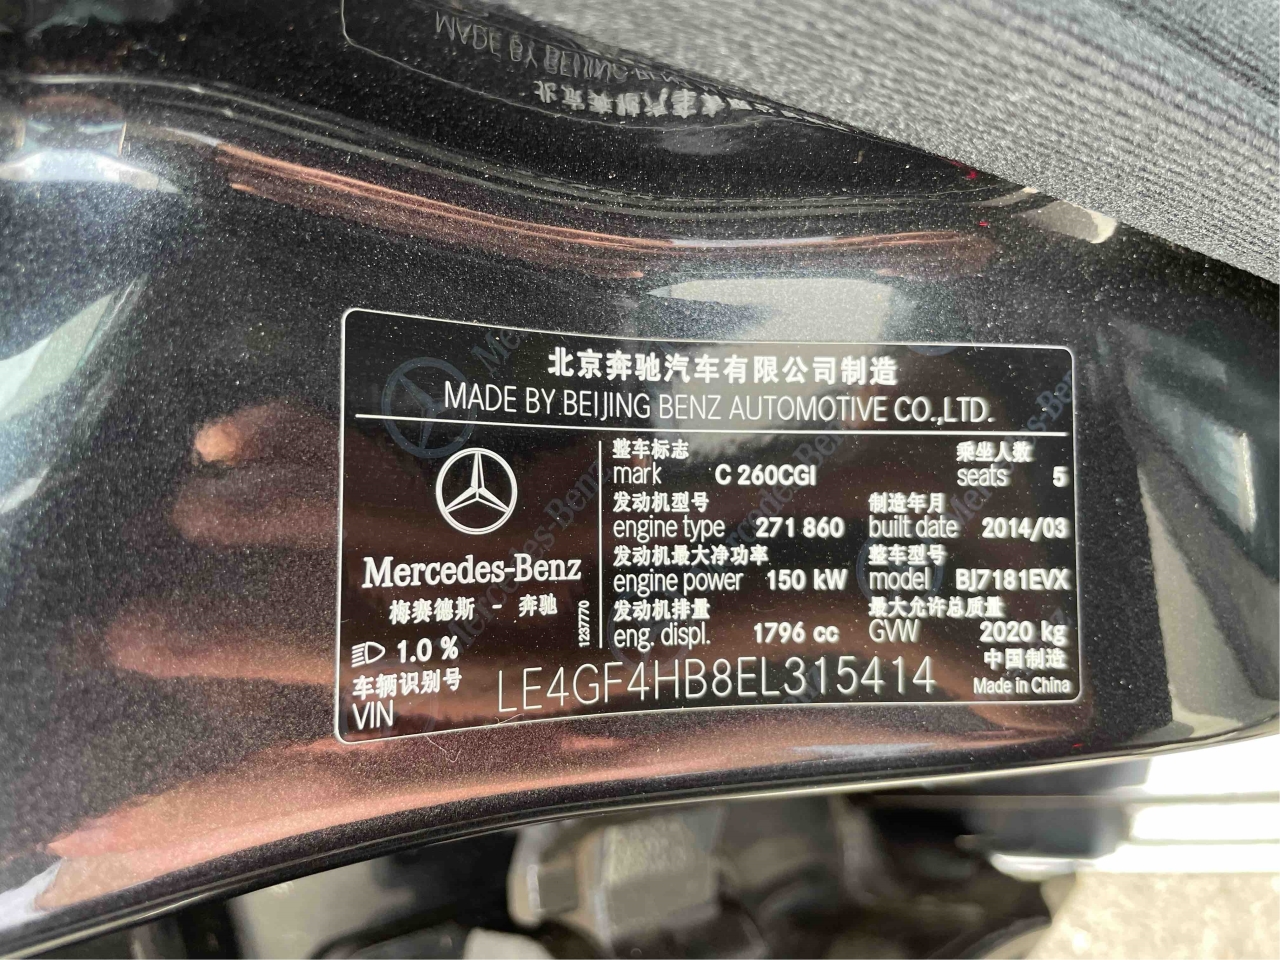 北京奔驰汽车有限公司制造
MADE BY BEIJING BENZ AUTOMOTIVE CO.,LTD.
Mercedes-Benz
梅赛德斯 - 奔驰
1237770
整车标志 乘坐人数
mark C 260CGI seats 5
发动机型号 制造年月
engine type 271 860 built date 2014/03
发动机最大净功率 整车型号
engine power 150 kW model BJ7181EVX
发动机排量 最大允许总质量
eng. displ. 1796 cc GVW 2020 kg
1.0 %
车辆识别号
VIN LE4GF4HB8EL315414
中国制造
Made in China